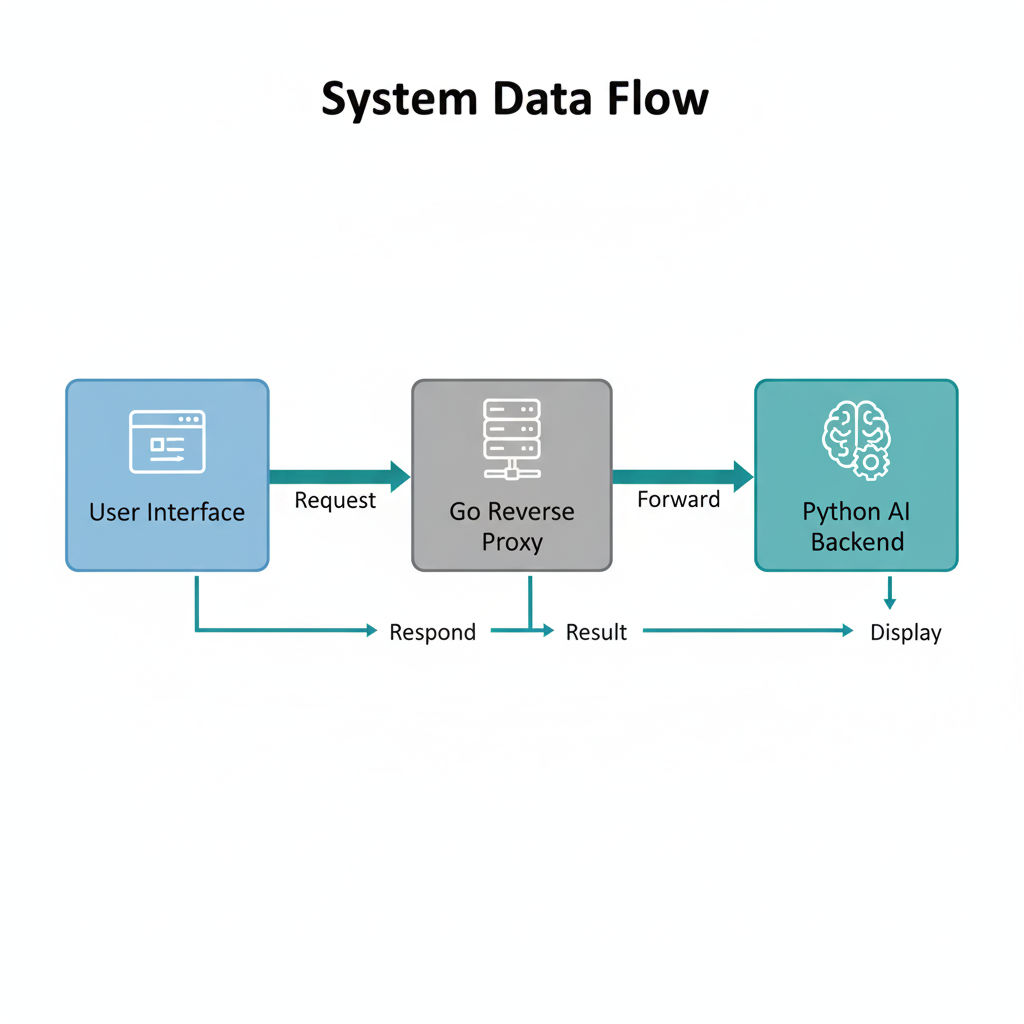 System Data Flow
User Interface
Request
Go Reverse
Proxy
Forward
Python AI
Backend
Respond
Result
Display